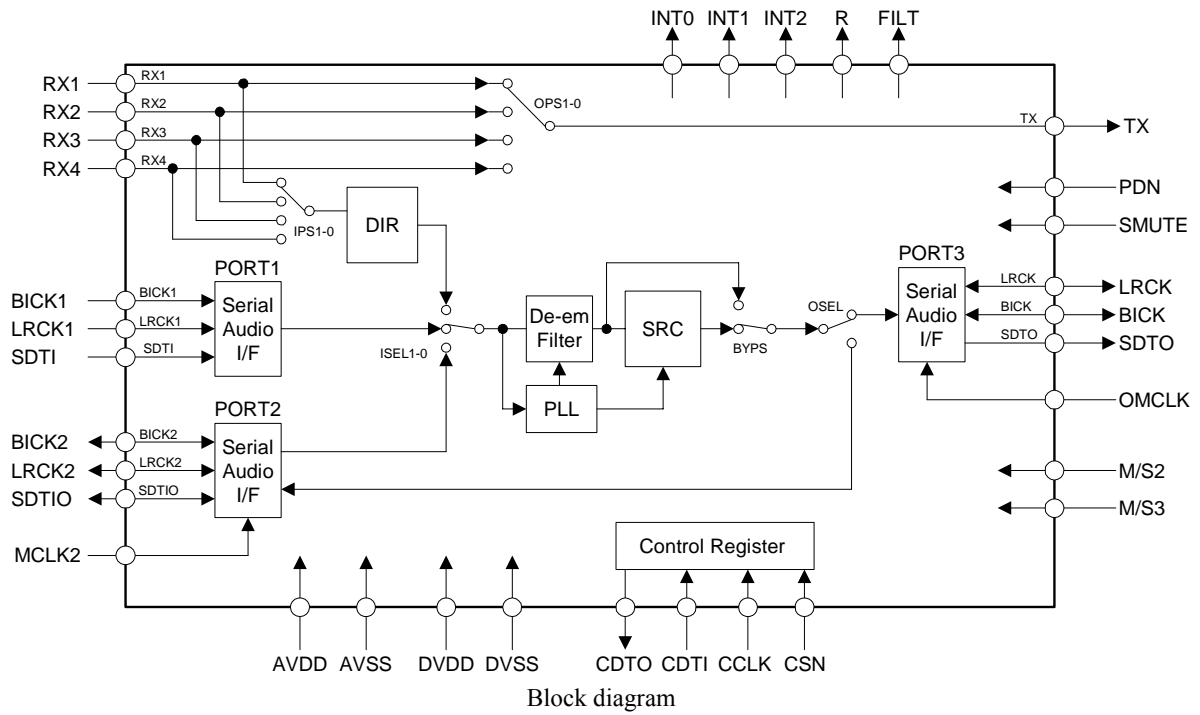 INT0 INT1 INT2 R FILT
RX1 RX1
RX2 RX2
RX3 RX3
RX4 RX4
OPS1-0
TX TX
IPS1-0
DIR
PDN
SMUTE
PORT1
BICK1 BICK1
LRCK1 LRCK1
SDTI SDTI
Serial
Audio
I/F
ISEL1-0
De-em
Filter
PLL
SRC
BYPS
OSEL
PORT3
Serial
Audio
I/F
LRCK LRCK
BICK BICK
SDTO SDTO
OMCLK
PORT2
BICK2 BICK2
LRCK2 LRCK2
SDTIO SDTIO
Serial
Audio
I/F
MCLK2
M/S2
M/S3
Control Register
AVDD AVSS DVDD DVSS CDTO CDTI CCLK CSN
Block diagram